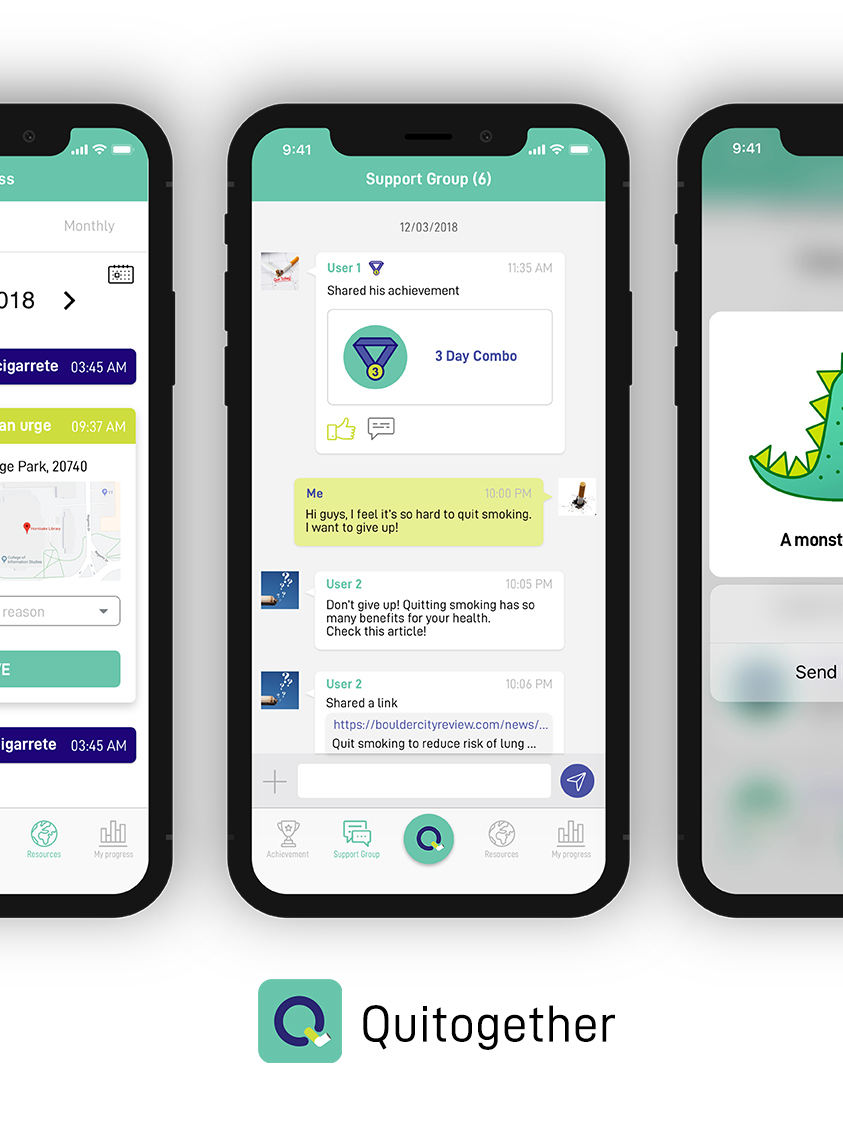 ss
Monthly
018
cigarrete 03:45 AM
an urge 09:37 AM
ge Park, 20740
Hornbake Library
College of
Information Studies
reason
E
igarrete 03:45 AM
Resources
My progress
9:41
Support Group (6)
12/03/2018
User 1
11:35 AM
Shared his achievement
3
3 Day Combo
Me
10:00 PM
Hi guys, I feel it's so hard to quit smoking.
I want to give up!
User 2
10:05 PM
Don't give up! Quitting smoking has so
many benefits for your health.
Check this article!
User 2
10:06 PM
Shared a link
https://bouldercityreview.com/news/...
Quit smoking to reduce risk of lung ...
Achievement
Support Group
Resources
My progress
9:41
A monst
Send
Quitogether